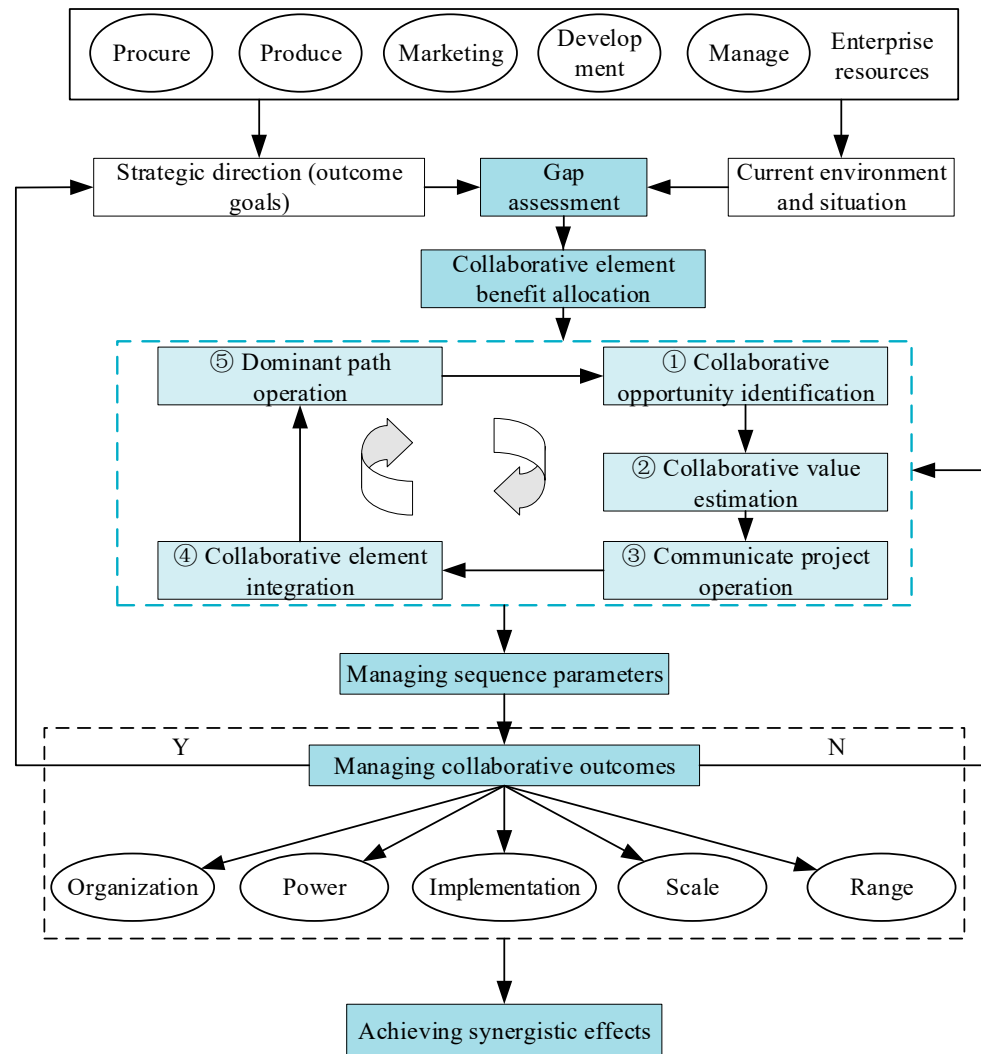 Procure
Produce
Marketing
Develop
ment
Manage
Enterprise
resources
Strategic direction (outcome
goals)
Gap
assessment
Current environment
and situation
Collaborative element
benefit allocation
⑤ Dominant path
operation
① Collaborative
opportunity identification
② Collaborative value
estimation
④ Collaborative element
integration
③ Communicate project
operation
Managing sequence parameters
Y
N
Managing collaborative outcomes
Organization
Power
Implementation
Scale
Range
Achieving synergistic effects